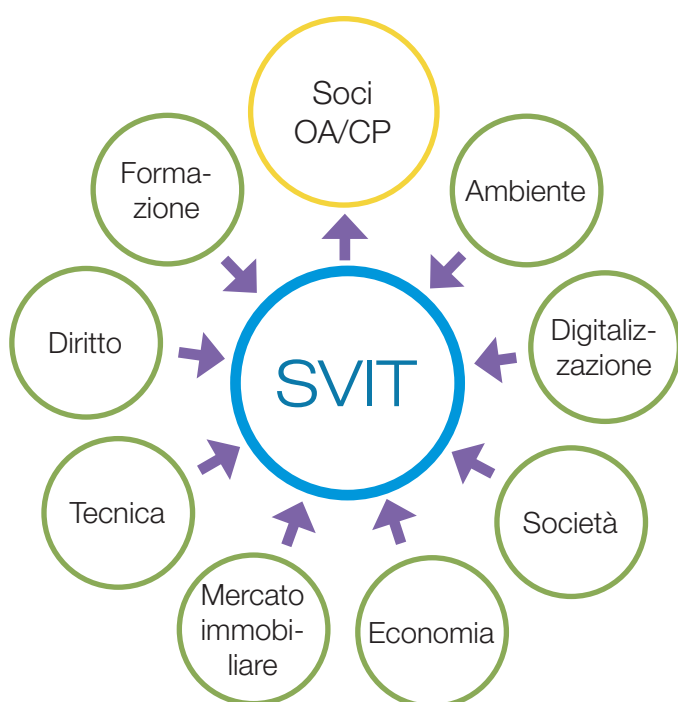 Soci
OA/CP
Forma-
zione
Ambiente
Diritto
Digitaliz-
zazione
SVIT
Tecnica
Società
Mercato
immobi-
liare
Economia